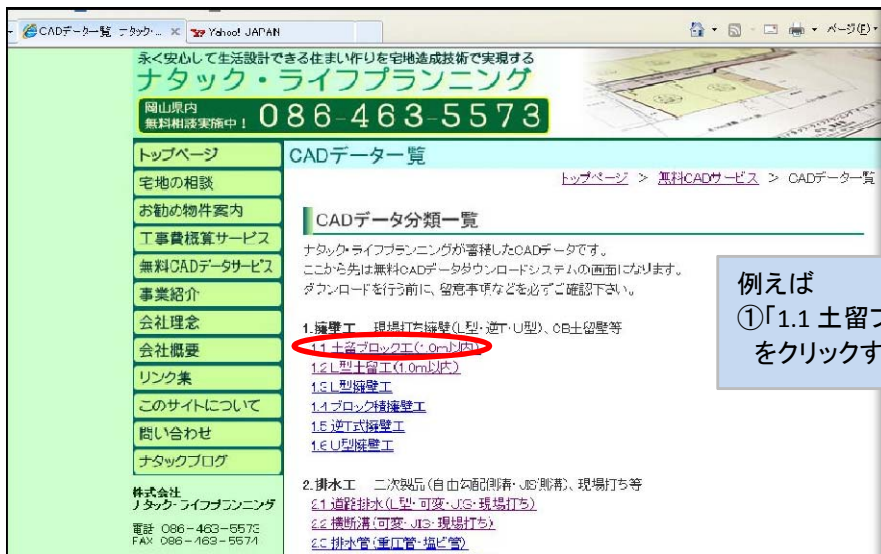 CADデータ一覧 - ナタック・...
Yahoo! JAPAN
ページ(P)
永く安心して生活設計できる住まい作りを宅地造成技術で実現する
ナタック・ライフプランニング
岡山県内
無料相談実施中！ 086-463-5573
トップページ
宅地の相談
お勧め物件案内
工事費概算サービス
無料CADデータサービス
事業紹介
会社理念
会社概要
リンク集
このサイトについて
問い合わせ
ナタックブログ
株式会社
ナタック・ライフプランニング
電話 086-463-5573
FAX 086-463-5574
CADデータ一覧
トップページ > 無料CADサービス > CADデータ一覧
CADデータ分類一覧
ナタック・ライフプランニングが蓄積したCADデータです。
ここから先は無料CADデータダウンロードシステムの画面になります。
ダウンロードを行う前に、留意事項などを必ずご確認下さい。
1.擁壁工 現場打ち擁壁(L型・逆T・U型)、CB土留壁等
1.1 土留ブロック工(1.0m以内)
1.2 L型土留工(1.0m以内)
1.3 L型擁壁工
1.4 ブロック積擁壁工
1.5 逆T式擁壁工
1.6 U型擁壁工
2.排水工 二次製品(自由勾配側溝・JIS側溝)、現場打ち等
2.1 道路排水(L型・可変・JIS・現場打ち)
2.2 横断溝(可変・JIS・現場打ち)
2.3 排水管(重圧管・塩ビ管)
例えば
①「1.1 土留ブ
をクリックす